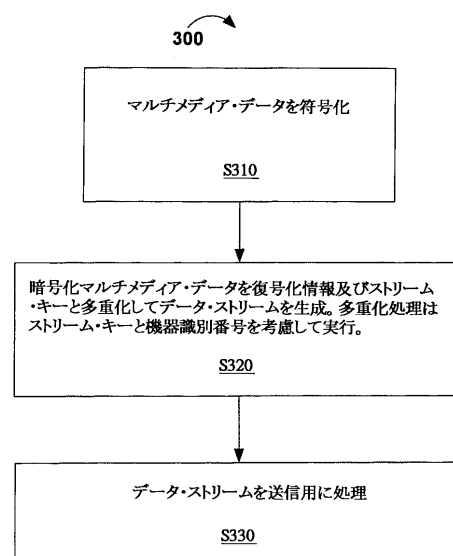 300
マルチメディア・データを符号化
S310
暗号化マルチメディア・データを復号化情報及びストリーム
・キーと多重化してデータ・ストリームを生成。多重化処理は
ストリーム・キーと機器識別番号を考慮して実行。
S320
データ・ストリームを送信用に処理
S330